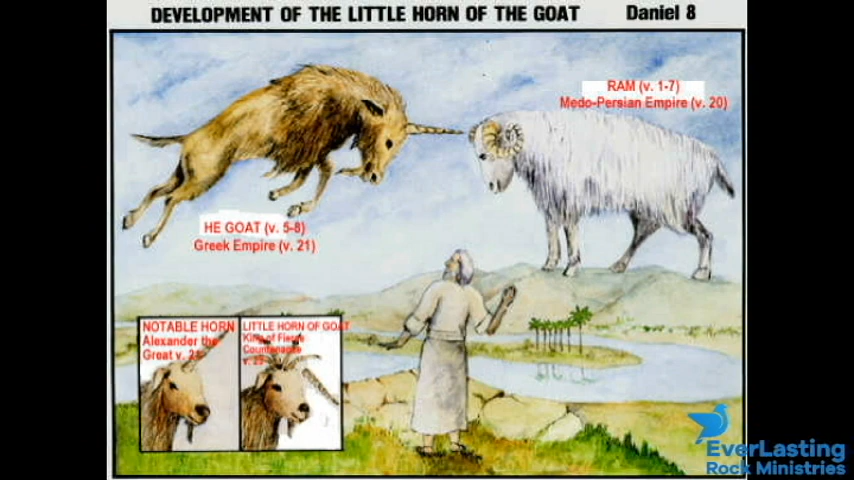 DEVELOPMENT OF THE LITTLE HORN OF THE GOAT Daniel 8
RAM (v. 1-7)
Medo-Persian Empire (v. 20)
HE GOAT (v. 5-8)
Greek Empire (v. 21)
NOTABLE HORN
Alexander the
Great v. 21
LITTLE HORN OF GOAT
King of Fierce
Countenance
v. 23
EverLasting
Rock Ministries